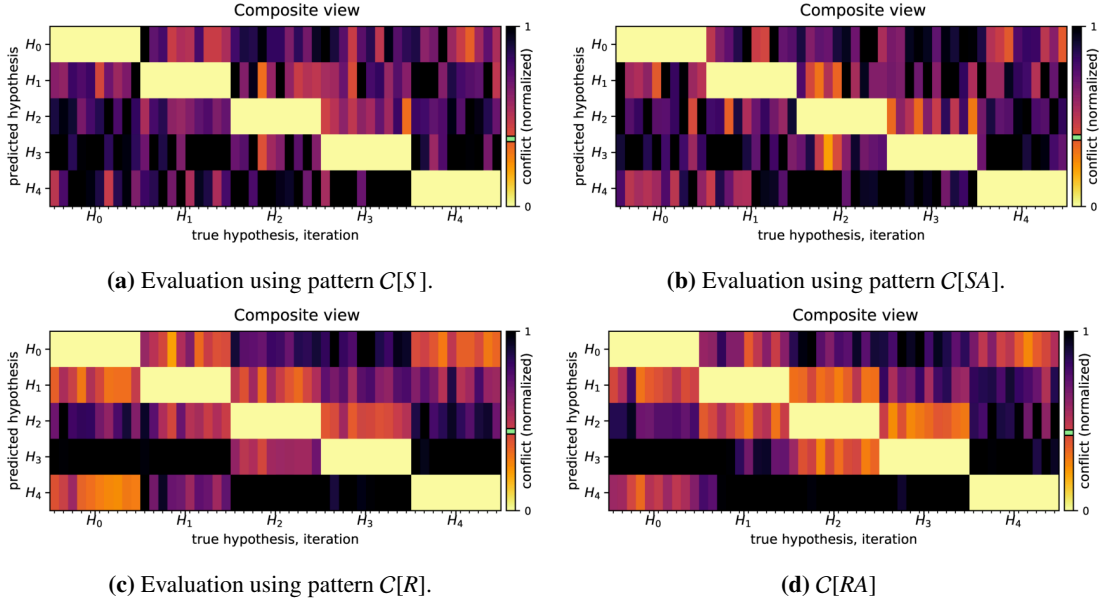 Composite view
predicted hypothesis
H0
H1
H2
H3
H4
H0 H1 H2 H3 H4
true hypothesis, iteration
1
0
conflict (normalized)
(a) Evaluation using pattern C[S].
Composite view
predicted hypothesis
H0
H1
H2
H3
H4
H0 H1 H2 H3 H4
true hypothesis, iteration
1
0
conflict (normalized)
(b) Evaluation using pattern C[SA].
Composite view
predicted hypothesis
H0
H1
H2
H3
H4
H0 H1 H2 H3 H4
true hypothesis, iteration
1
0
conflict (normalized)
(c) Evaluation using pattern C[R].
Composite view
predicted hypothesis
H0
H1
H2
H3
H4
H0 H1 H2 H3 H4
true hypothesis, iteration
1
0
conflict (normalized)
(d) C[RA]